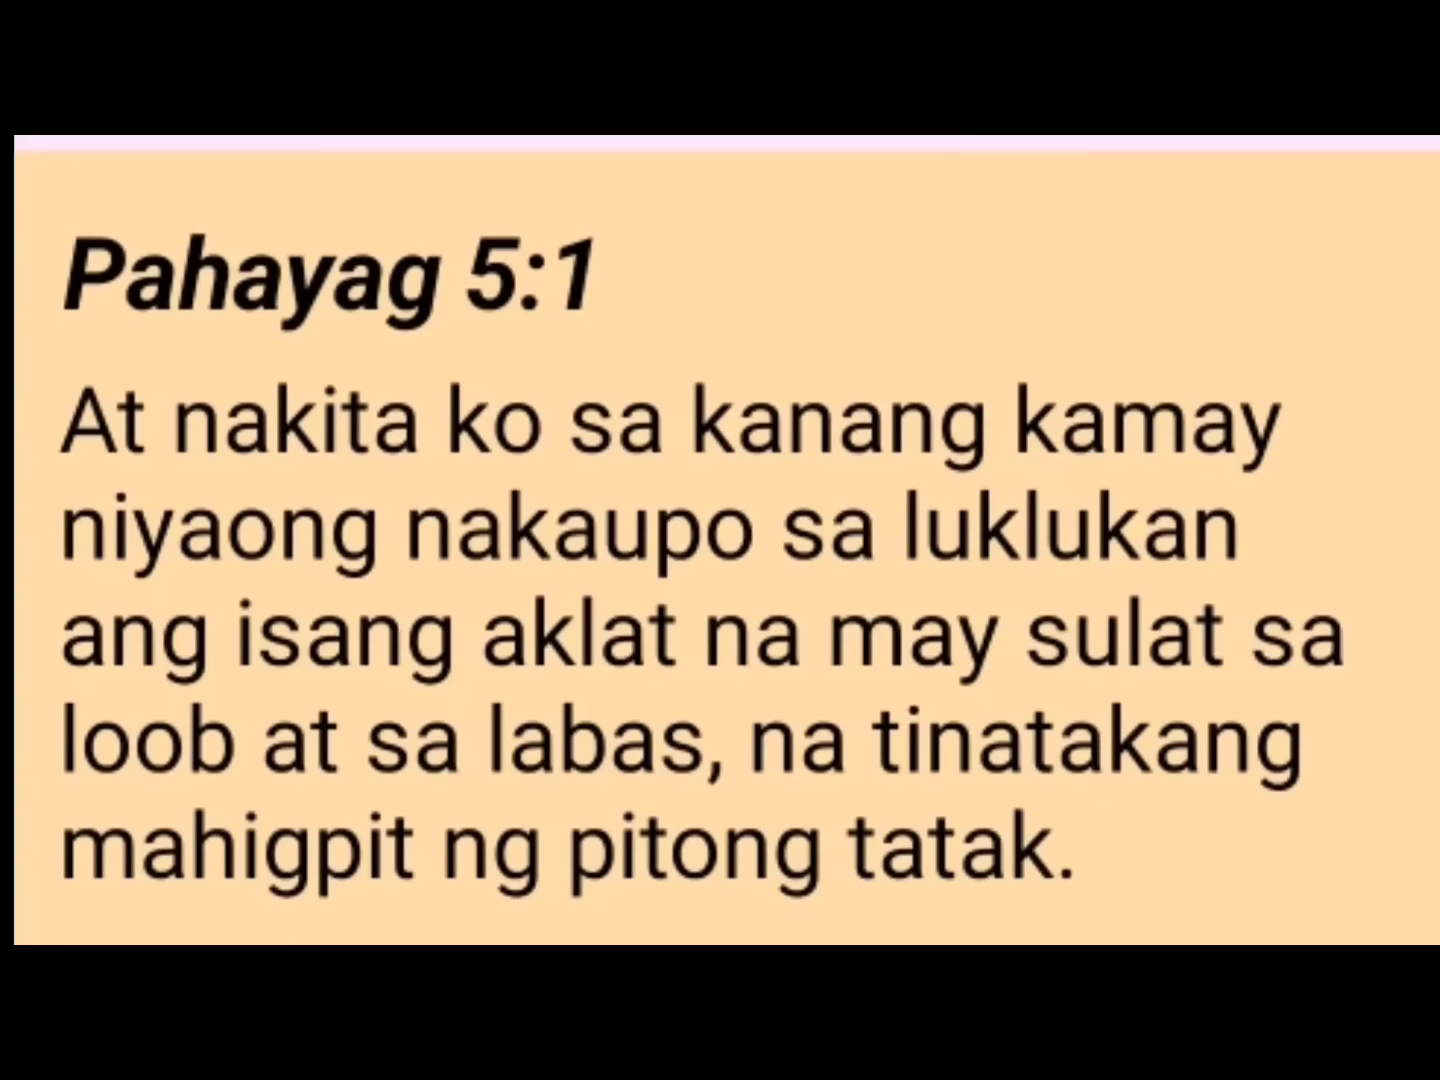 Pahayag 5:1
At nakita ko sa kanang kamay
niyaong nakaupo sa luklukan
ang isang aklat na may sulat sa
loob at sa labas, na tinatakang
mahigpit ng pitong tatak.